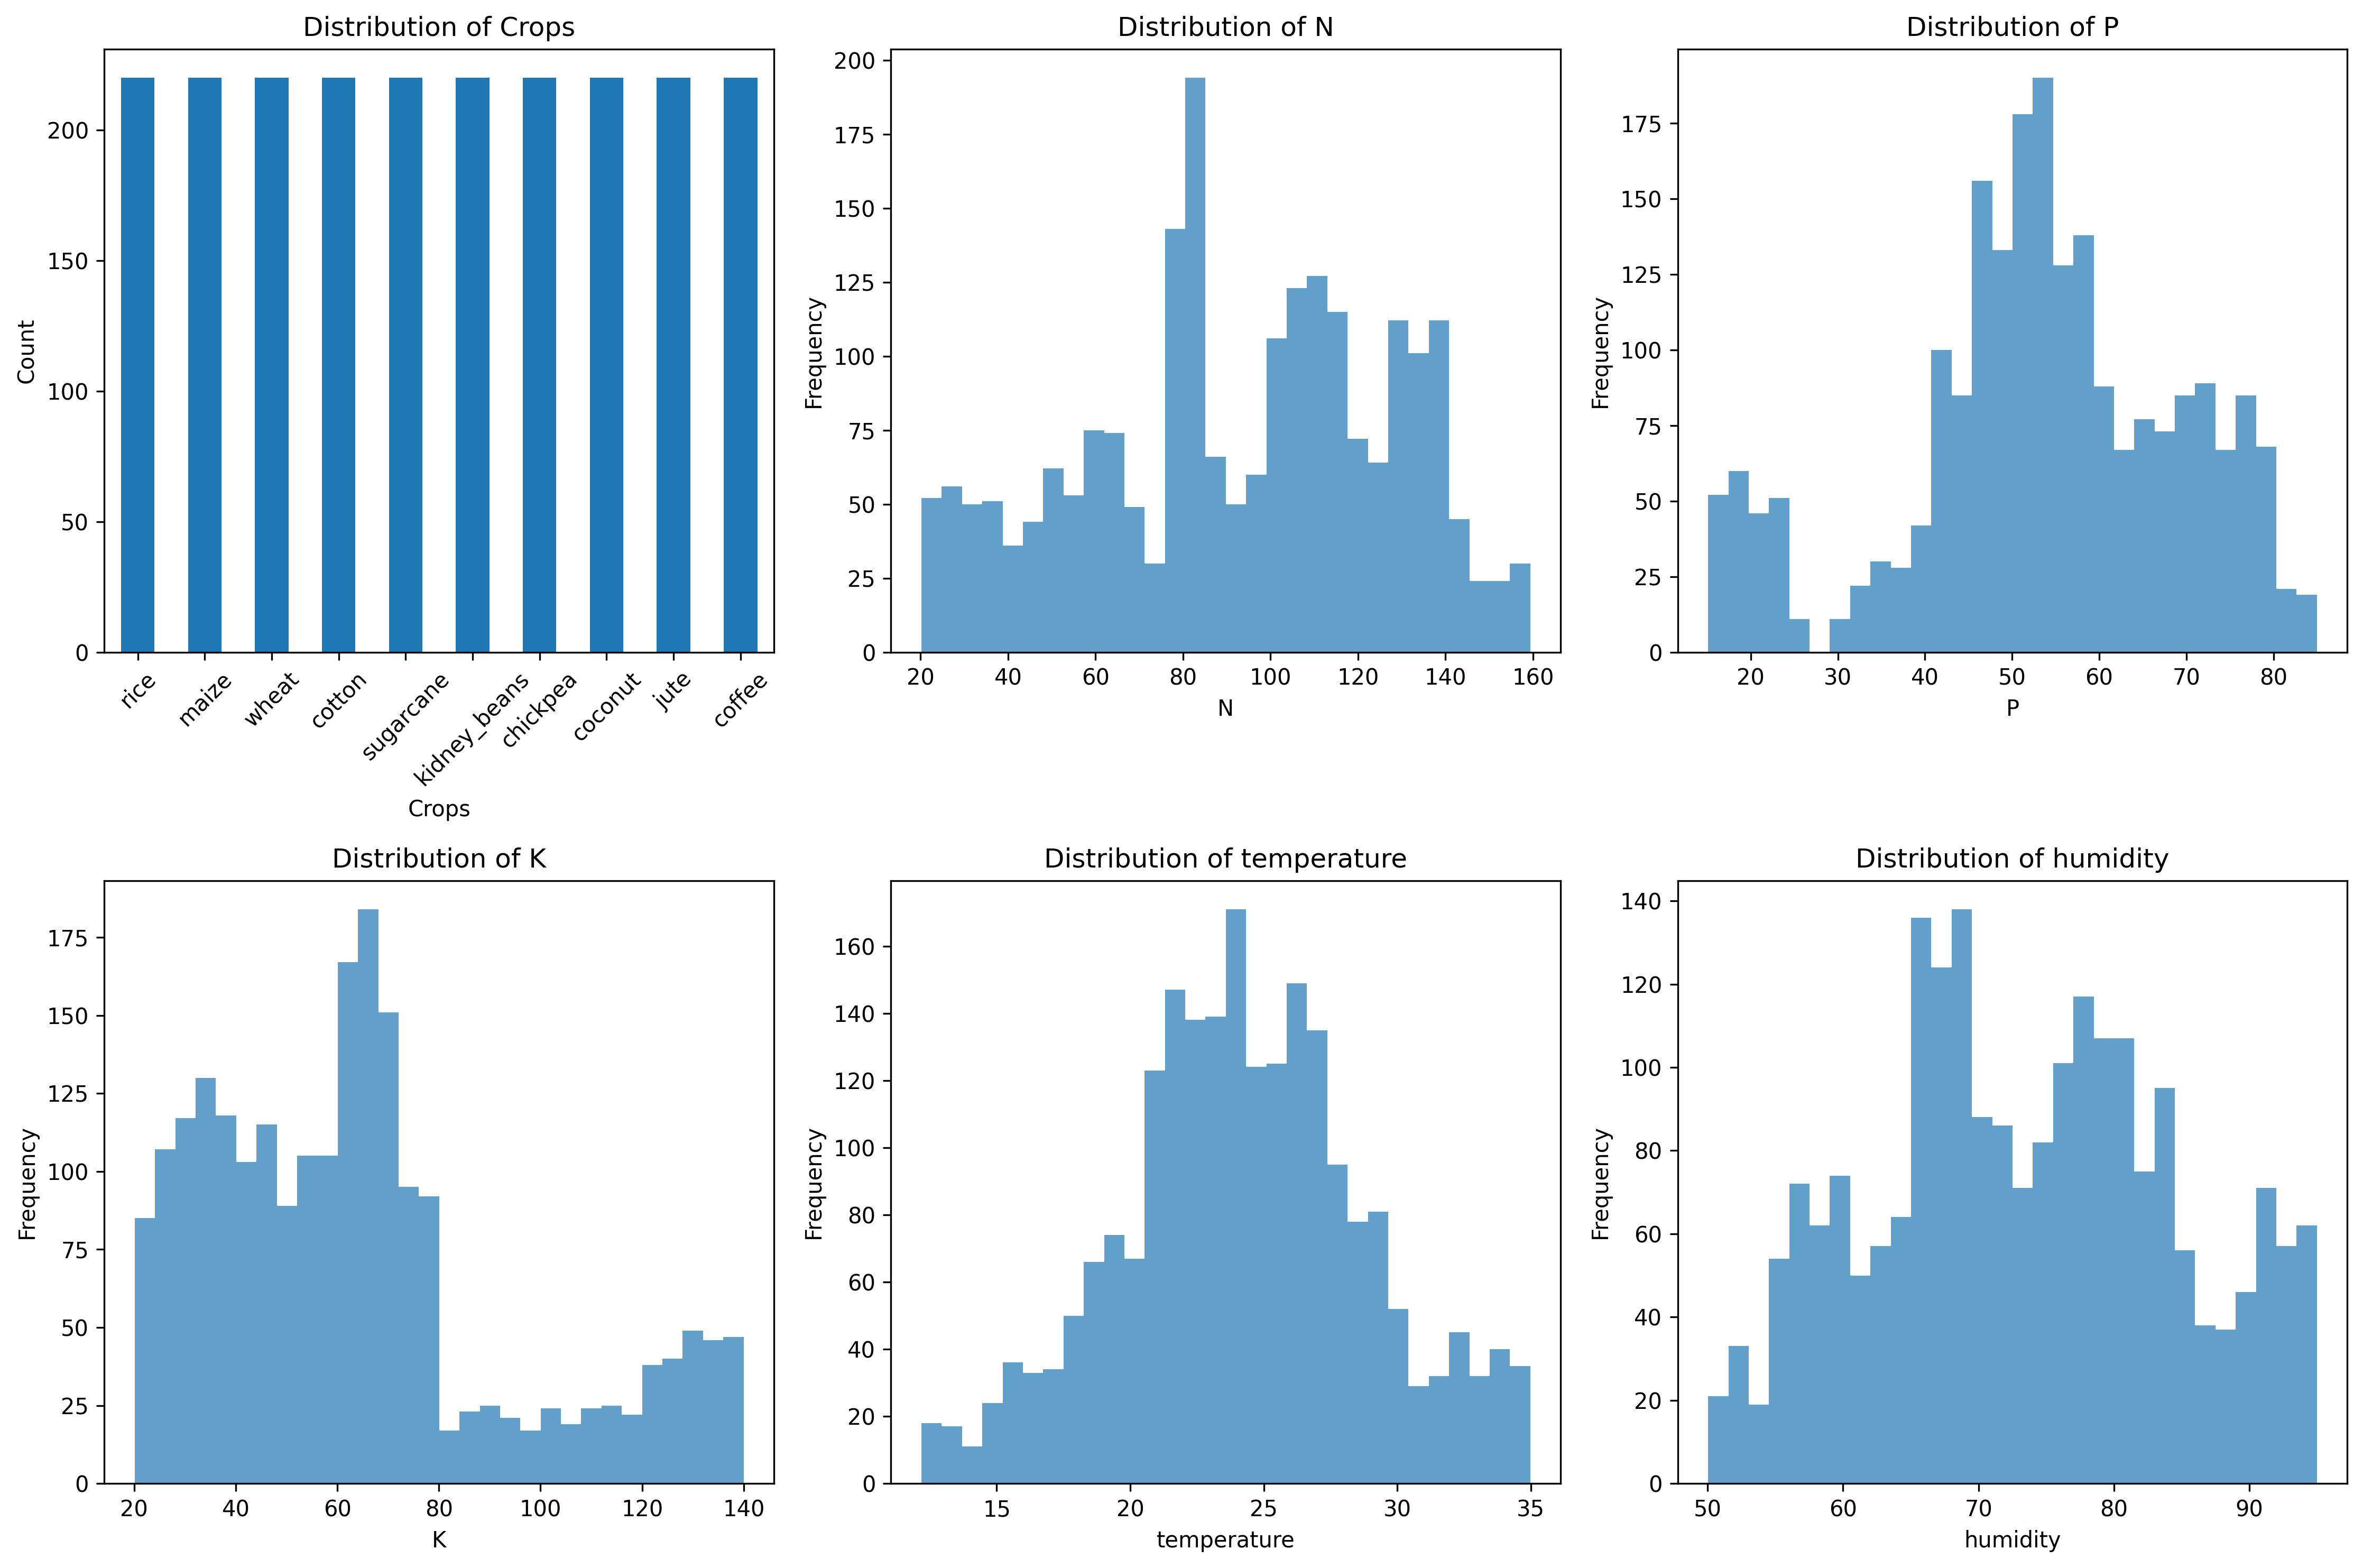 Distribution of Crops
Count
200
150
100
50
0
rice
maize
wheat
cotton
sugarcane
kidney_beans
chickpea
coconut
jute
coffee
Crops
Distribution of N
Frequency
200
175
150
125
100
75
50
25
0
20 40 60 80 100 120 140 160
N
Distribution of P
Frequency
175
150
125
100
75
50
25
0
20 30 40 50 60 70 80
P
Distribution of K
Frequency
175
150
125
100
75
50
25
0
20 40 60 80 100 120 140
K
Distribution of temperature
Frequency
160
140
120
100
80
60
40
20
0
15 20 25 30 35
temperature
Distribution of humidity
Frequency
140
120
100
80
60
40
20
0
50 60 70 80 90
humidity